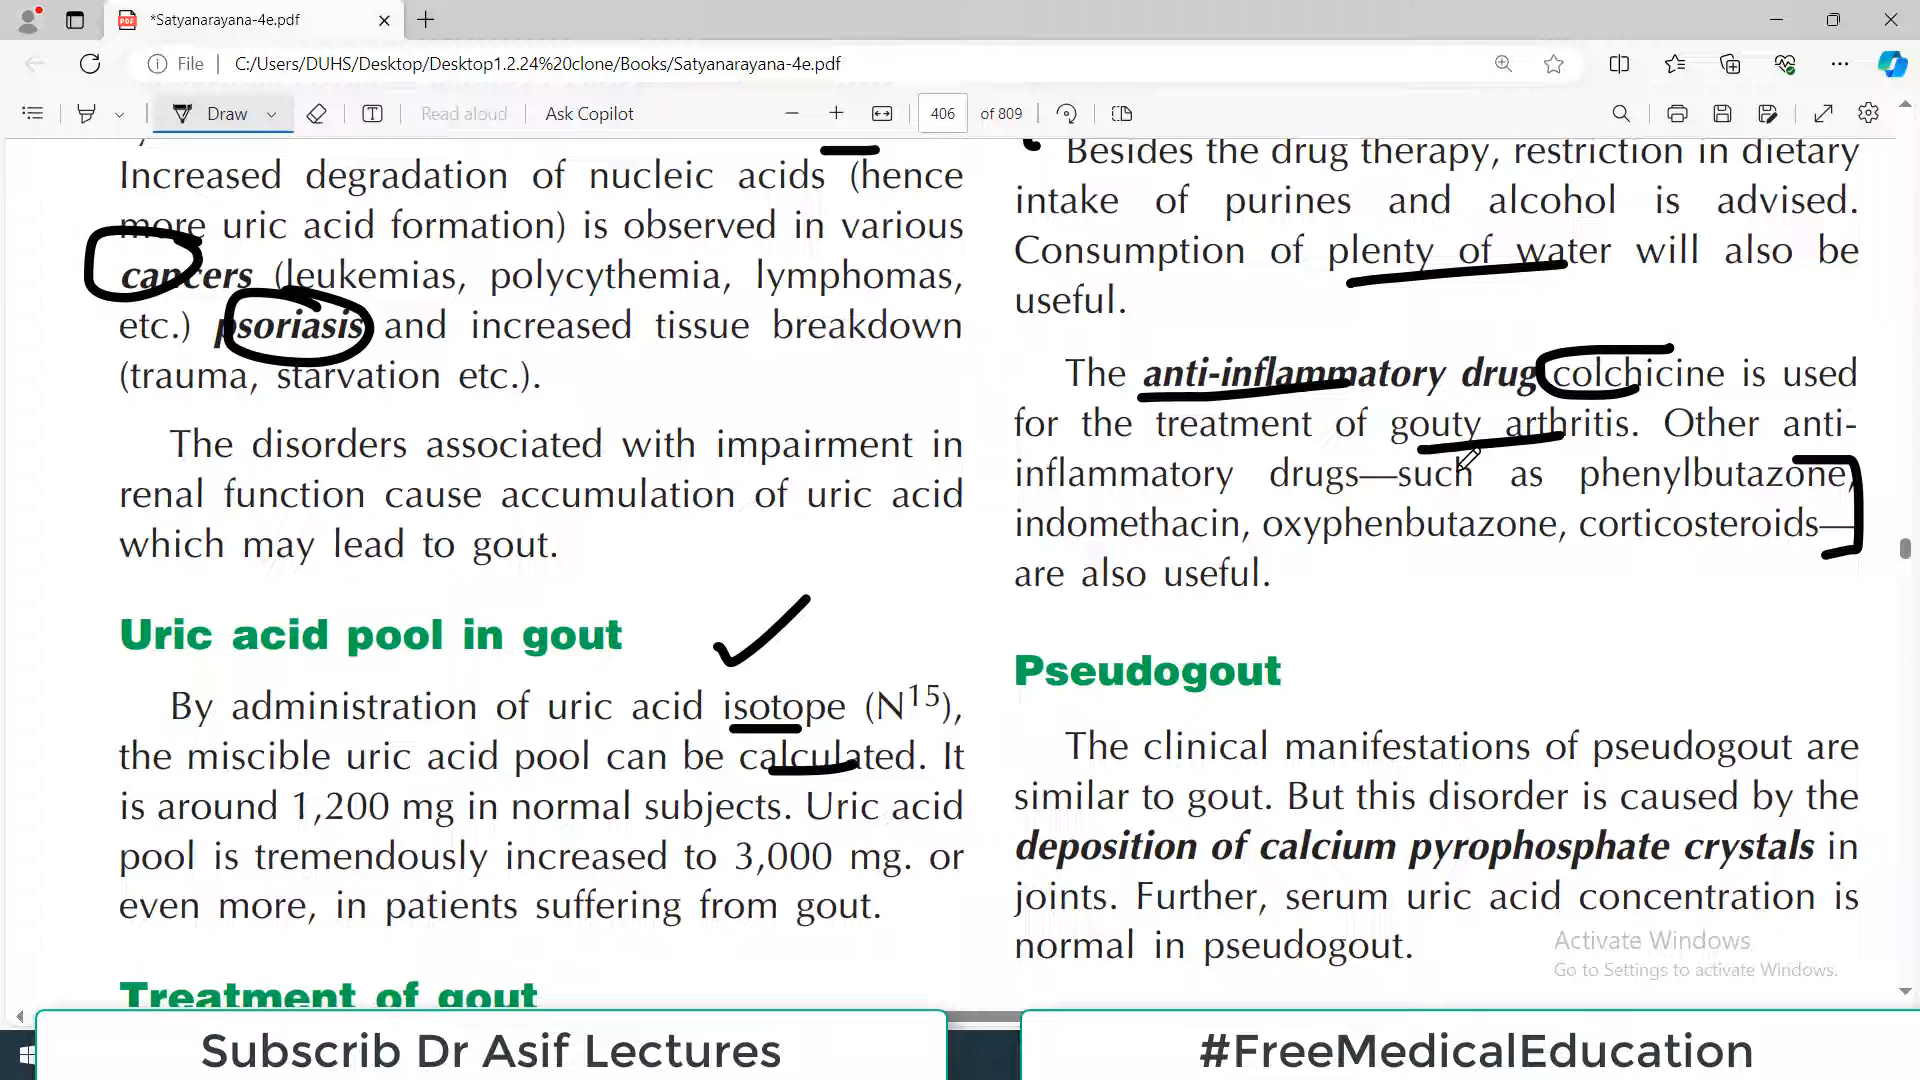 *Satyanarayana-4e.pdf
File
C:/Users/DUHS/Desktop/Desktop1.2.24%20clone/Books/Satyanarayana-4e.pdf
Draw
Read aloud
Ask Copilot
406 of 809
Increased degradation of nucleic acids (hence
more uric acid formation) is observed in various
cancers (leukemias, polycythemia, lymphomas,
etc.) psoriasis and increased tissue breakdown
(trauma, starvation etc.).
The disorders associated with impairment in
renal function cause accumulation of uric acid
which may lead to gout.
Uric acid pool in gout
By administration of uric acid isotope (N15),
the miscible uric acid pool can be calculated. It
is around 1,200 mg in normal subjects. Uric acid
pool is tremendously increased to 3,000 mg. or
even more, in patients suffering from gout.
Treatment of gout
Besides the drug therapy, restriction in dietary
intake of purines and alcohol is advised.
Consumption of plenty of water will also be
useful.
The anti-inflammatory drug colchicine is used
for the treatment of gouty arthritis. Other anti-
inflammatory drugs—such as phenylbutazone,
indomethacin, oxyphenbutazone, corticosteroids—
are also useful.
Pseudogout
The clinical manifestations of pseudogout are
similar to gout. But this disorder is caused by the
deposition of calcium pyrophosphate crystals in
joints. Further, serum uric acid concentration is
normal in pseudogout.
Activate Windows
Go to Settings to activate Windows.
Subscrib Dr Asif Lectures
#FreeMedicalEducation